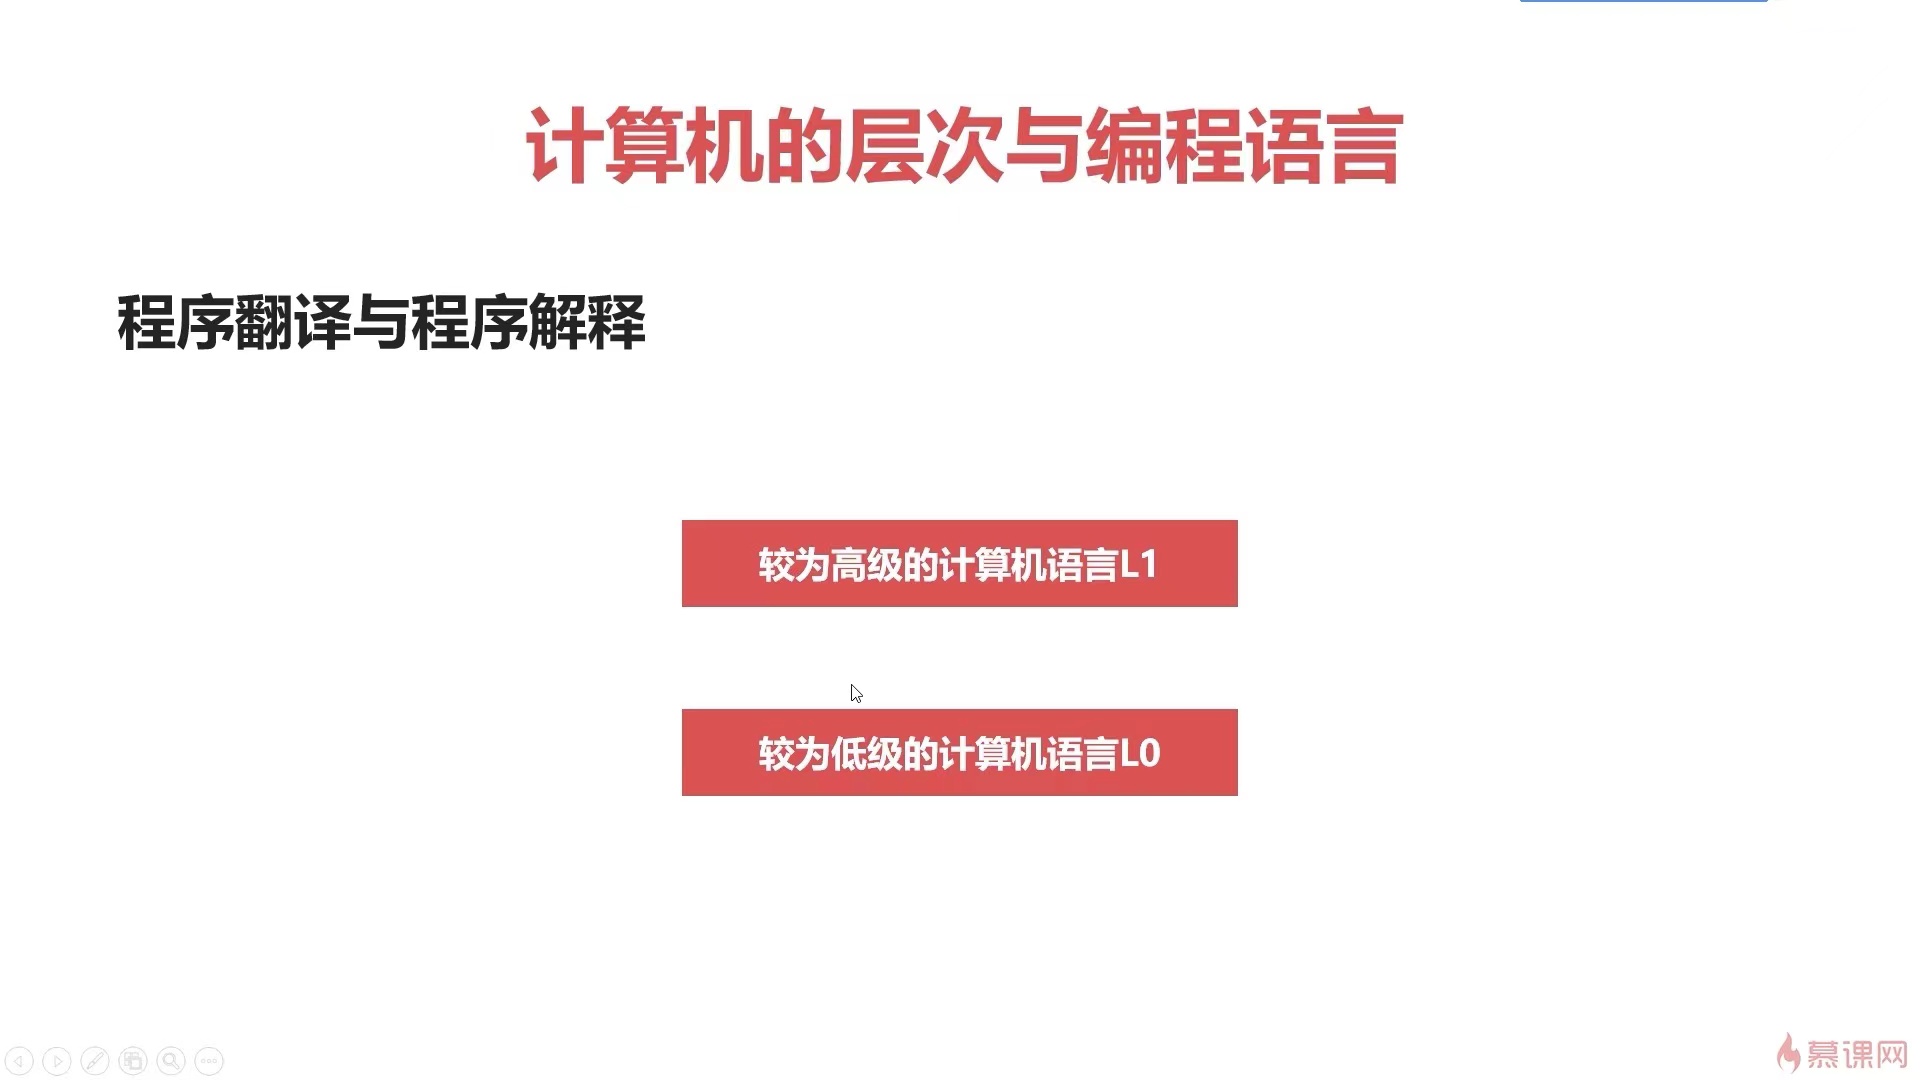 计算机的层次与编程语言
程序翻译与程序解释
较为高级的计算机语言L1
较为低级的计算机语言L0
慕课网